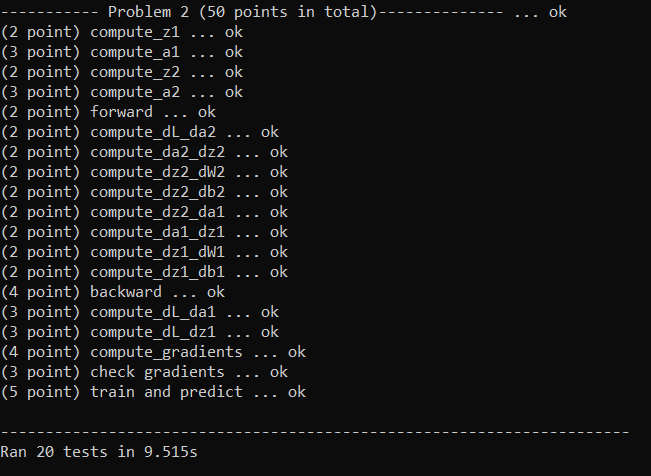 ----------- Problem 2 (50 points in total)-------------- ... ok
(2 point) compute_z1 ... ok
(3 point) compute_a1 ... ok
(2 point) compute_z2 ... ok
(3 point) compute_a2 ... ok
(2 point) forward ... ok
(2 point) compute_dL_da2 ... ok
(2 point) compute_da2_dz2 ... ok
(2 point) compute_dz2_dW2 ... ok
(2 point) compute_dz2_db2 ... ok
(2 point) compute_dz2_da1 ... ok
(2 point) compute_da1_dz1 ... ok
(2 point) compute_dz1_dW1 ... ok
(2 point) compute_dz1_db1 ... ok
(4 point) backward ... ok
(3 point) compute_dL_da1 ... ok
(3 point) compute_dL_dz1 ... ok
(4 point) compute_gradients ... ok
(3 point) check gradients ... ok
(5 point) train and predict ... ok
----------------------------------------------------------------------
Ran 20 tests in 9.515s